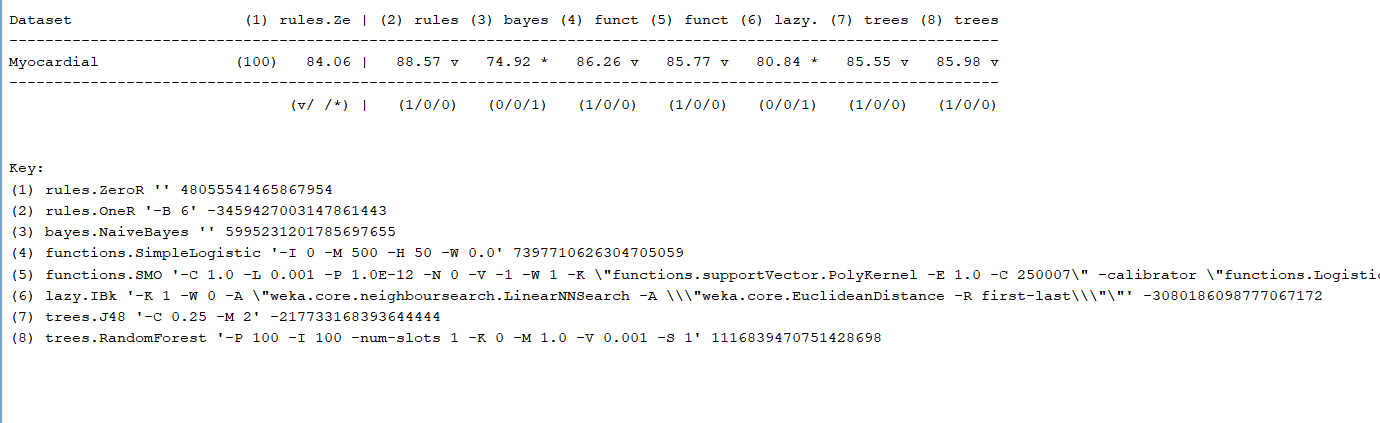 Dataset (1) rules.Ze | (2) rules (3) bayes (4) funct (5) funct (6) lazy. (7) trees (8) trees
--------------------------------------------------------------------------------------------------------------
Myocardial (100) 84.06 | 88.57 v 74.92 * 86.26 v 85.77 v 80.84 * 85.55 v 85.98 v
--------------------------------------------------------------------------------------------------------------
(v/ /*) | (1/0/0) (0/0/1) (1/0/0) (1/0/0) (0/0/1) (1/0/0) (1/0/0)
Key:
(1) rules.ZeroR '' 48055541465867954
(2) rules.OneR '-B 6' -3459427003147861443
(3) bayes.NaiveBayes '' 5995231201785697655
(4) functions.SimpleLogistic '-I 0 -M 500 -H 50 -W 0.0' 7397710626304705059
(5) functions.SMO '-C 1.0 -L 0.001 -P 1.0E-12 -N 0 -V -1 -W 1 -K \"functions.supportVector.PolyKernel -E 1.0 -C 250007\" -calibrator \"functions.Logistic
(6) lazy.IBk '-K 1 -W 0 -A \"weka.core.neighboursearch.LinearNNSearch -A \\\"weka.core.EuclideanDistance -R first-last\\\"\"' -3080186098777067172
(7) trees.J48 '-C 0.25 -M 2' -217733168393644444
(8) trees.RandomForest '-P 100 -I 100 -num-slots 1 -K 0 -M 1.0 -V 0.001 -S 1' 1116839470751428698